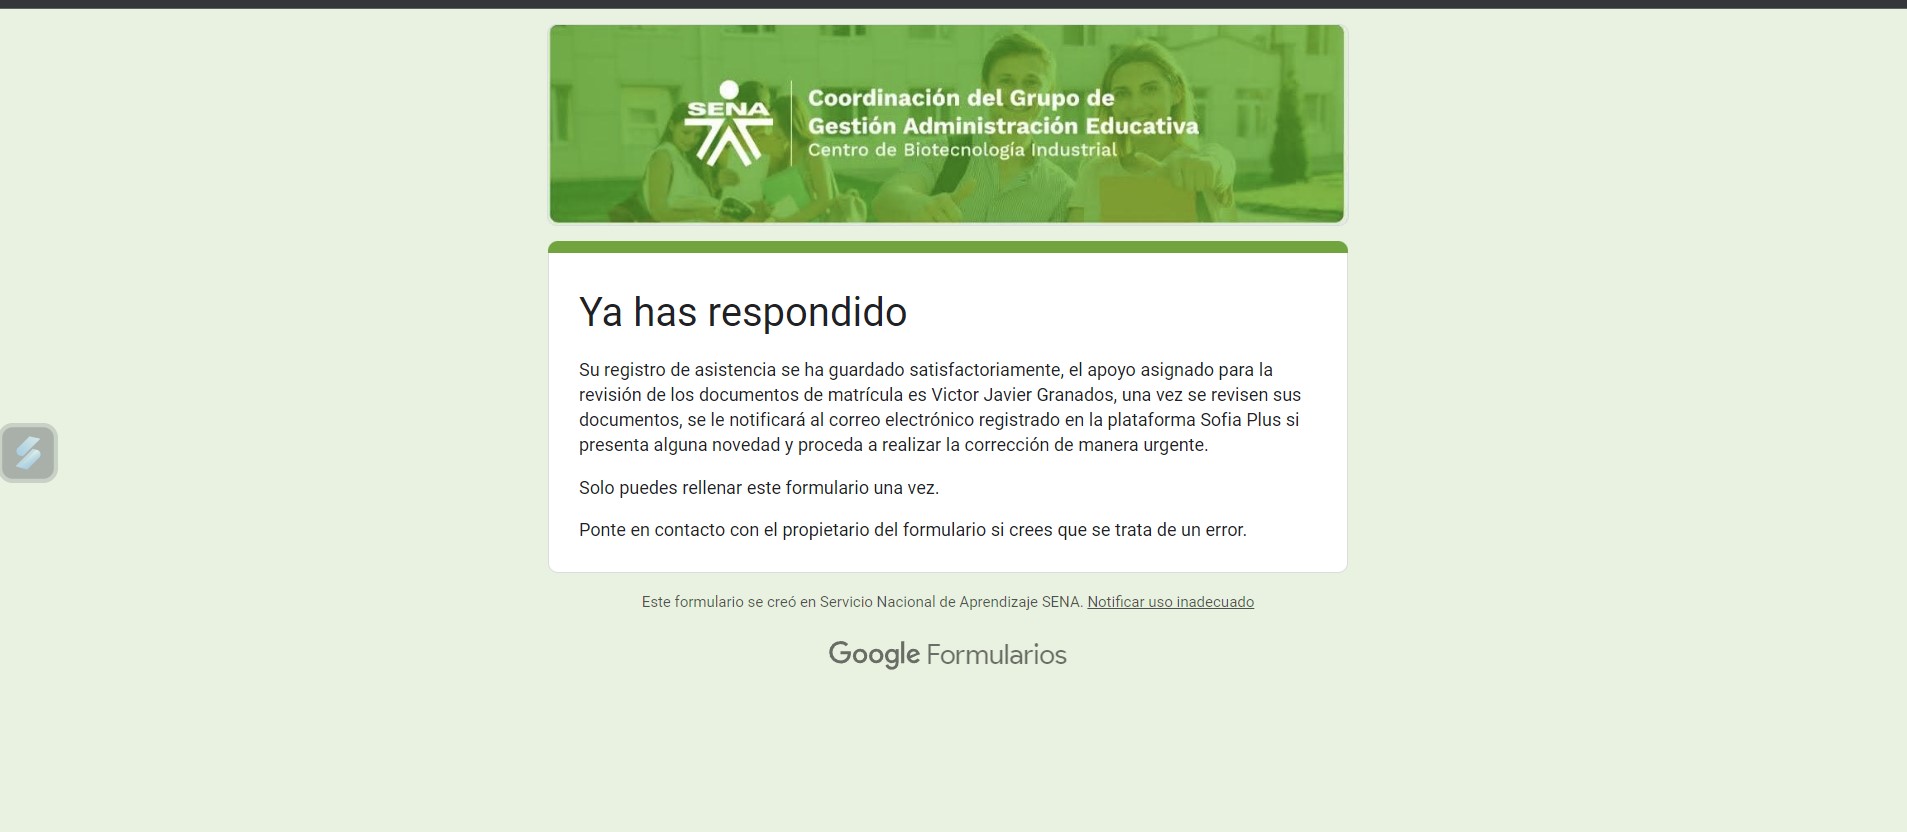 SENA
Coordinación del Grupo de
Gestión Administración Educativa
Centro de Biotecnología Industrial
Ya has respondido
Su registro de asistencia se ha guardado satisfactoriamente, el apoyo asignado para la
revisión de los documentos de matrícula es Victor Javier Granados, una vez se revisen sus
documentos, se le notificará al correo electrónico registrado en la plataforma Sofia Plus si
presenta alguna novedad y proceda a realizar la corrección de manera urgente.
Solo puedes rellenar este formulario una vez.
Ponte en contacto con el propietario del formulario si crees que se trata de un error.
Este formulario se creó en Servicio Nacional de Aprendizaje SENA. Notificar uso inadecuado
Google Formularios